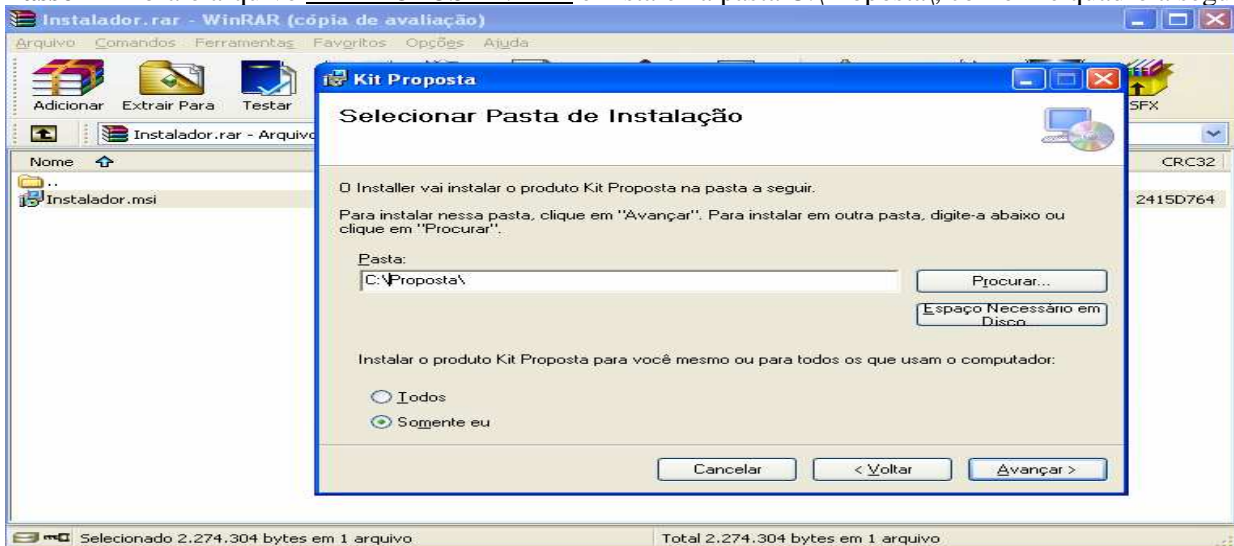 Instalador.rar - WinRAR (cópia de avaliação)
Arquivo Comandos Ferramentas Favoritos Opções Ajuda
Adicionar Extrair Para Testar SFX
Instalador.rar - Arquivo
Nome CRC32
..
Instalador.msi 2415D764
Kit Proposta
Selecionar Pasta de Instalação
O Installer vai instalar o produto Kit Proposta na pasta a seguir.
Para instalar nessa pasta, clique em "Avançar". Para instalar em outra pasta, digite-a abaixo ou
clique em "Procurar".
Pasta:
C:\Proposta\
Procurar...
Espaço Necessário em
Disco
Instalar o produto Kit Proposta para você mesmo ou para todos os que usam o computador:
Todos
Somente eu
Cancelar < Voltar Avançar >
Selecionado 2.274.304 bytes em 1 arquivo Total 2.274.304 bytes em 1 arquivo